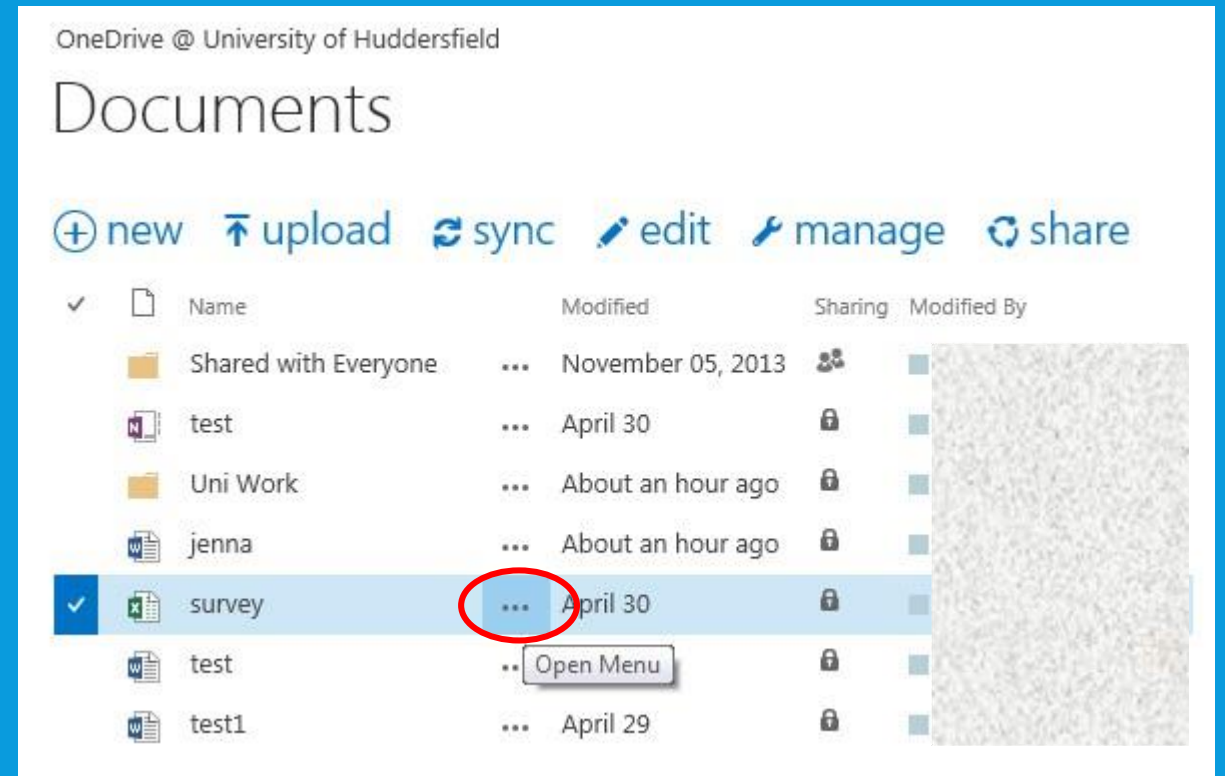 OneDrive @ University of Huddersfield
Documents
new upload sync edit manage share
Name Modified Sharing Modified By
Shared with Everyone ... November 05, 2013
test ... April 30
Uni Work ... About an hour ago
jenna ... About an hour ago
survey ... April 30
test .. Open Menu
test1 ... April 29